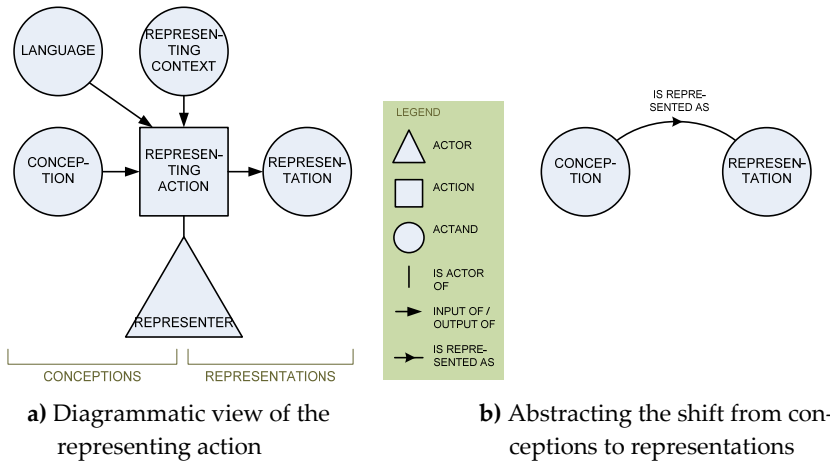 LANGUAGE
REPRESEN-
TING
CONTEXT
CONCEP-
TION
REPRESEN-
TING
ACTION
REPRESEN-
TATION
REPRESENTER
CONCEPTIONS
REPRESENTATIONS
a) Diagrammatic view of the
representing action
LEGEND
ACTOR
ACTION
ACTAND
IS ACTOR
OF
INPUT OF /
OUTPUT OF
IS REPRE-
SENTED AS
IS REPRE-
SENTED AS
CONCEP-
TION
REPRESEN-
TATION
b) Abstracting the shift from con-
ceptions to representations